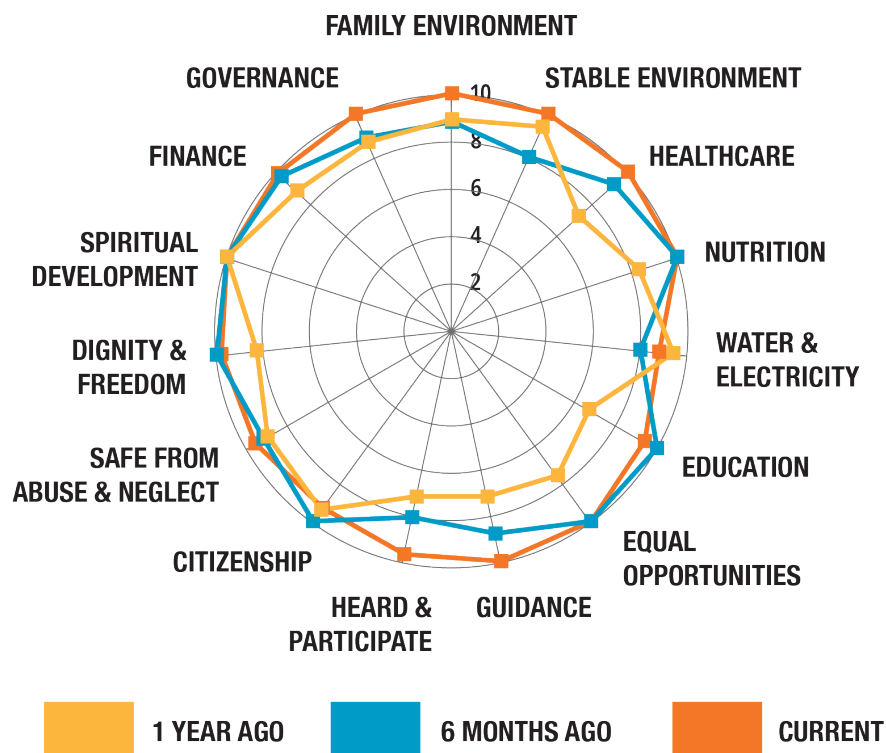 FAMILY ENVIRONMENT
GOVERNANCE
STABLE ENVIRONMENT
10
FINANCE
8
HEALTHCARE
6
SPIRITUAL
DEVELOPMENT
4
NUTRITION
2
DIGNITY &
FREEDOM
WATER &
ELECTRICITY
SAFE FROM
ABUSE & NEGLECT
EDUCATION
CITIZENSHIP
EQUAL
OPPORTUNITIES
HEARD &
PARTICIPATE
GUIDANCE
1 YEAR AGO
6 MONTHS AGO
CURRENT